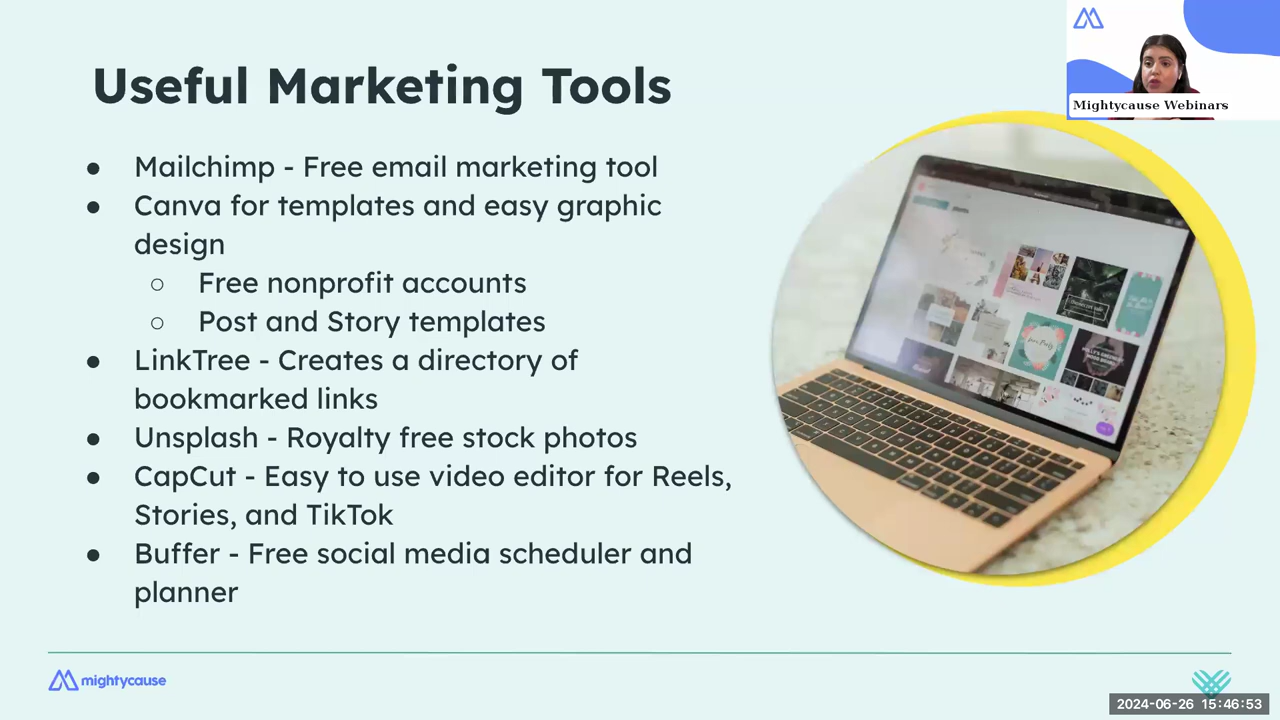 Useful Marketing Tools
Mightycause Webinars
● Mailchimp - Free email marketing tool
● Canva for templates and easy graphic
design
○ Free nonprofit accounts
○ Post and Story templates
● LinkTree - Creates a directory of
bookmarked links
● Unsplash - Royalty free stock photos
● CapCut - Easy to use video editor for Reels,
Stories, and TikTok
● Buffer - Free social media scheduler and
planner
mightycause
2024-06-26 15:46:53